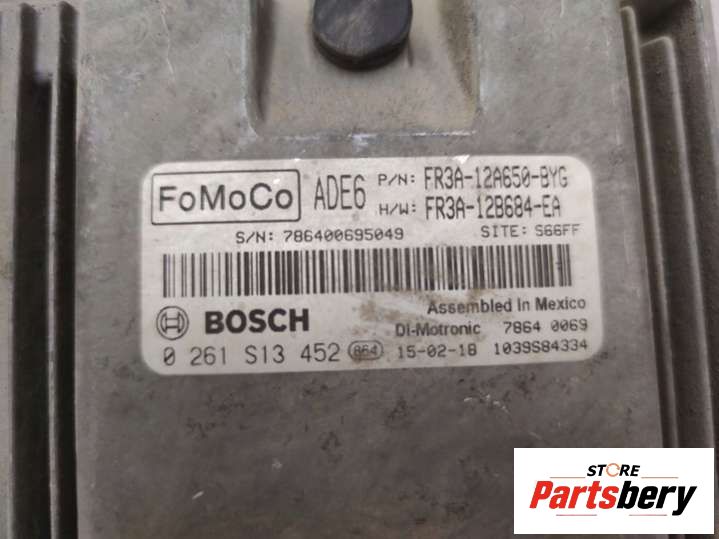 FoMoCo ADE6 P/N: FR3A-12A650-BYG
H/W: FR3A-12B684-EA
S/N: 786400695049 SITE: S66FF
Assembled In Mexico
BOSCH DI-Motronic 7864 0069
0 261 S13 452 864 15-02-18 1039S84334
STORE
Partsbery